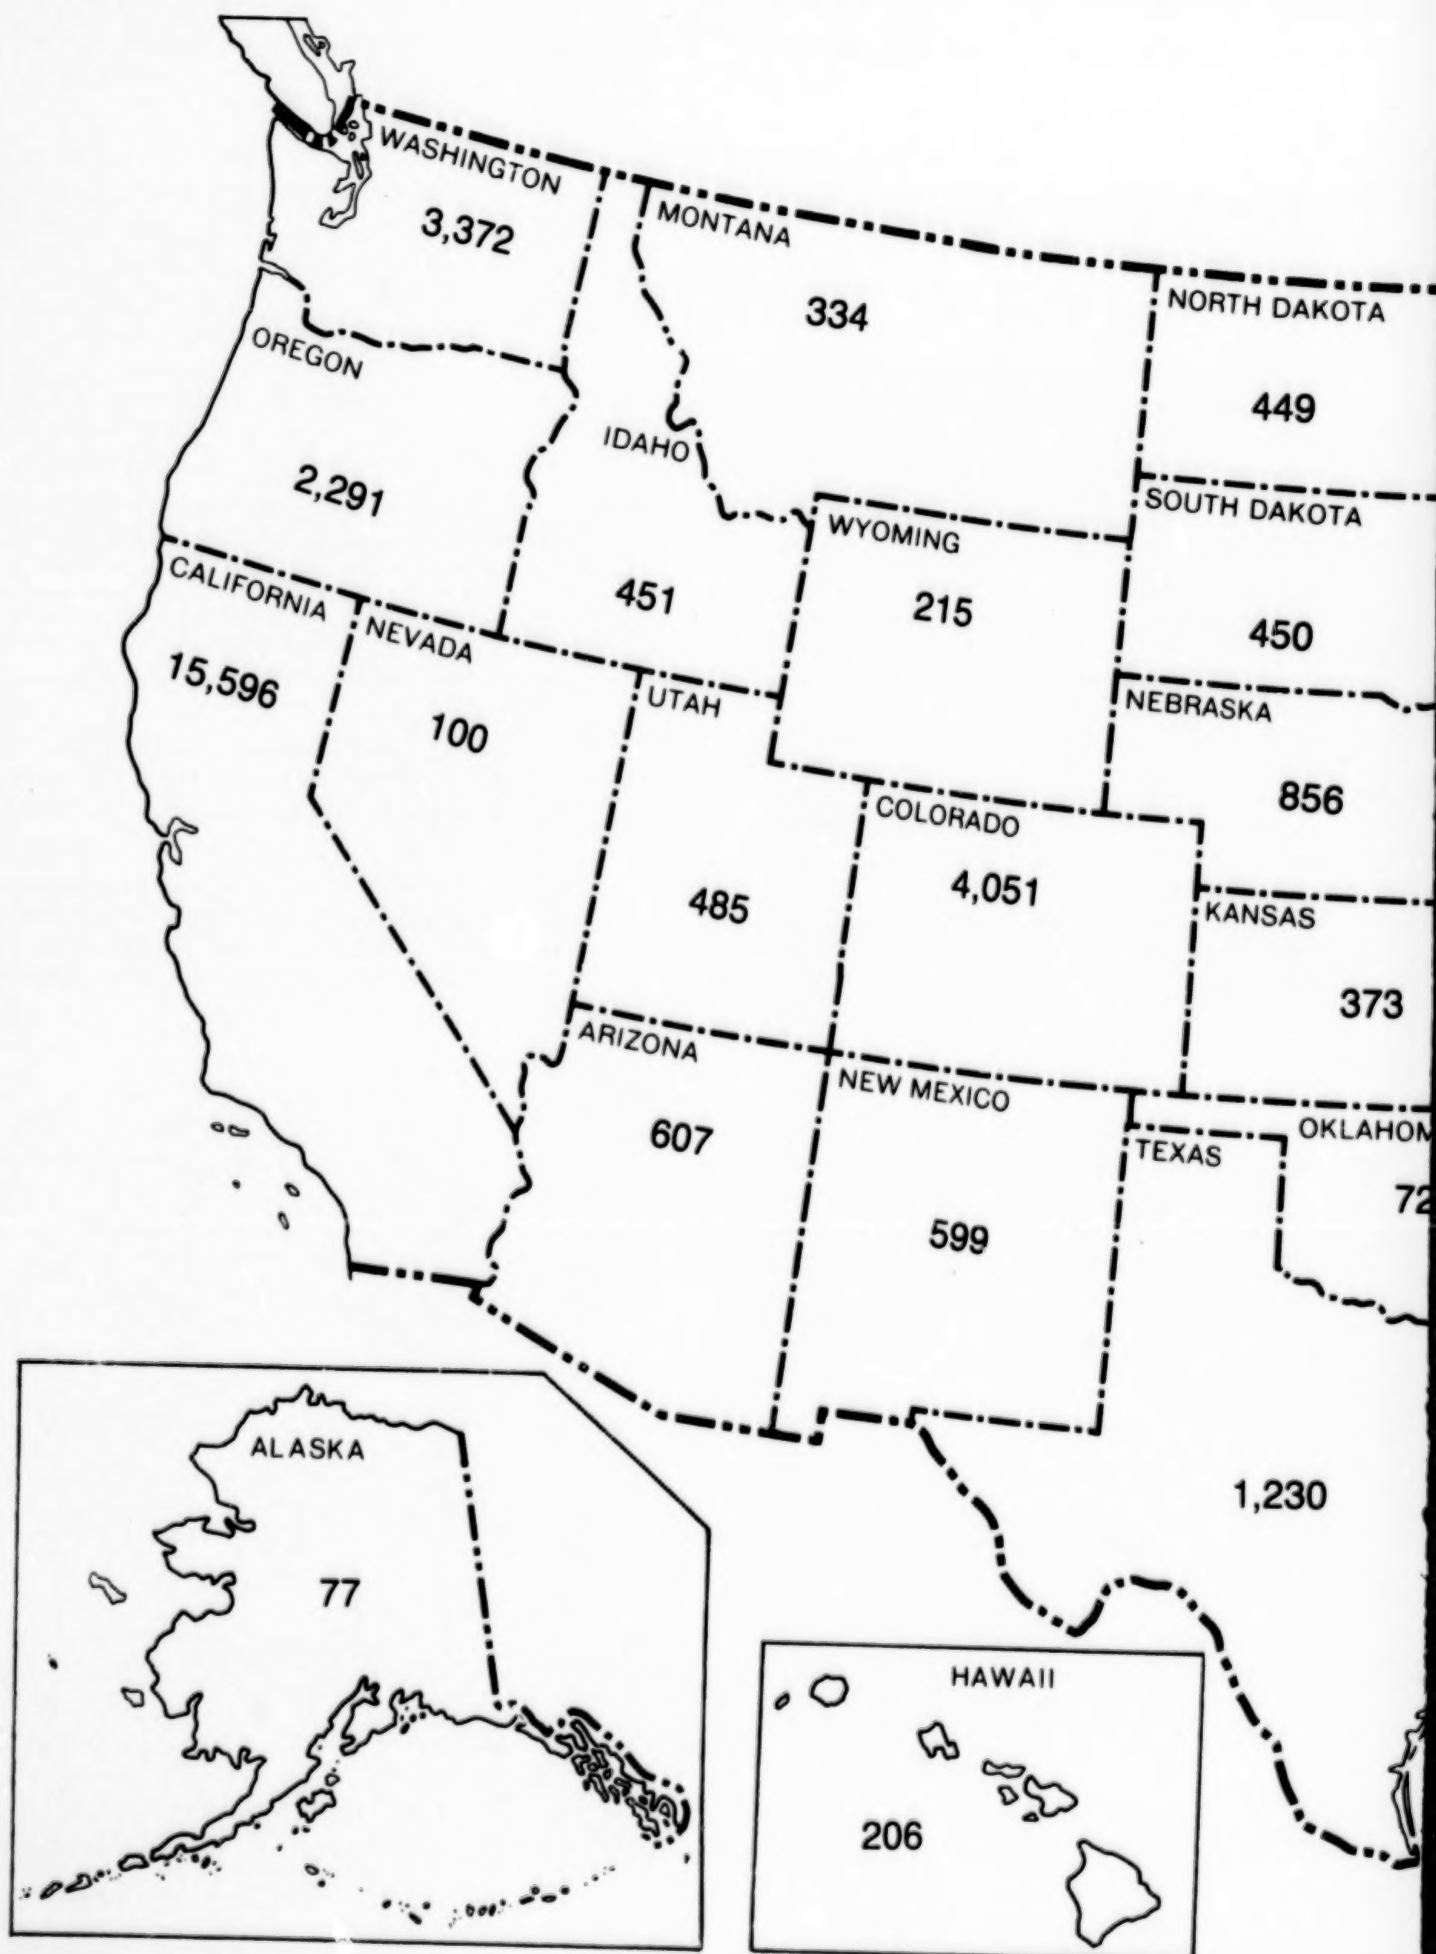 WASHINGTON
3,372
MONTANA
334
NORTH DAKOTA
449
OREGON
2,291
IDAHO
451
WYOMING
215
SOUTH DAKOTA
450
CALIFORNIA
15,596
NEVADA
100
UTAH
485
COLORADO
4,051
NEBRASKA
856
KANSAS
373
ARIZONA
607
NEW MEXICO
599
TEXAS
1,230
OKLAHOM
72
ALASKA
77
HAWAII
206